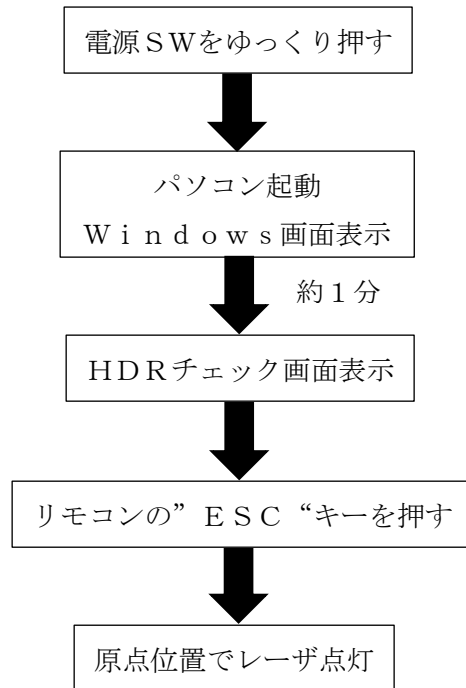 電源ＳＷをゆっくり押す
パソコン起動
Ｗｉｎｄｏｗｓ画面表示
約１分
ＨＤＲチェック画面表示
リモコンの”ＥＳＣ“キーを押す
原点位置でレーザ点灯